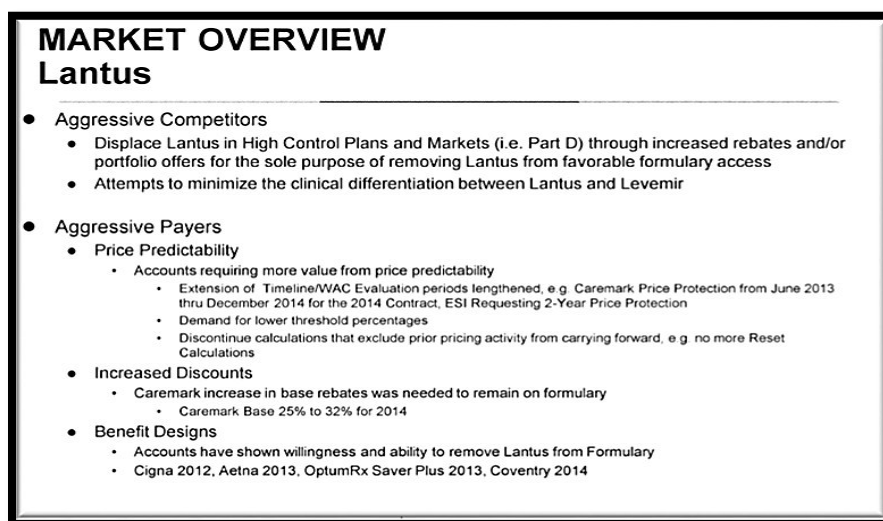 MARKET OVERVIEW
Lantus
● Aggressive Competitors
● Displace Lantus in High Control Plans and Markets (i.e. Part D) through increased rebates and/or
portfolio offers for the sole purpose of removing Lantus from favorable formulary access
● Attempts to minimize the clinical differentiation between Lantus and Levemir
● Aggressive Payers
● Price Predictability
• Accounts requiring more value from price predictability
• Extension of Timeline/WAC Evaluation periods lengthened, e.g. Caremark Price Protection from June 2013
thru December 2014 for the 2014 Contract, ESI Requesting 2-Year Price Protection
• Demand for lower threshold percentages
• Discontinue calculations that exclude prior pricing activity from carrying forward, e.g. no more Reset
Calculations
● Increased Discounts
• Caremark increase in base rebates was needed to remain on formulary
• Caremark Base 25% to 32% for 2014
● Benefit Designs
• Accounts have shown willingness and ability to remove Lantus from Formulary
• Cigna 2012, Aetna 2013, OptumRx Saver Plus 2013, Coventry 2014